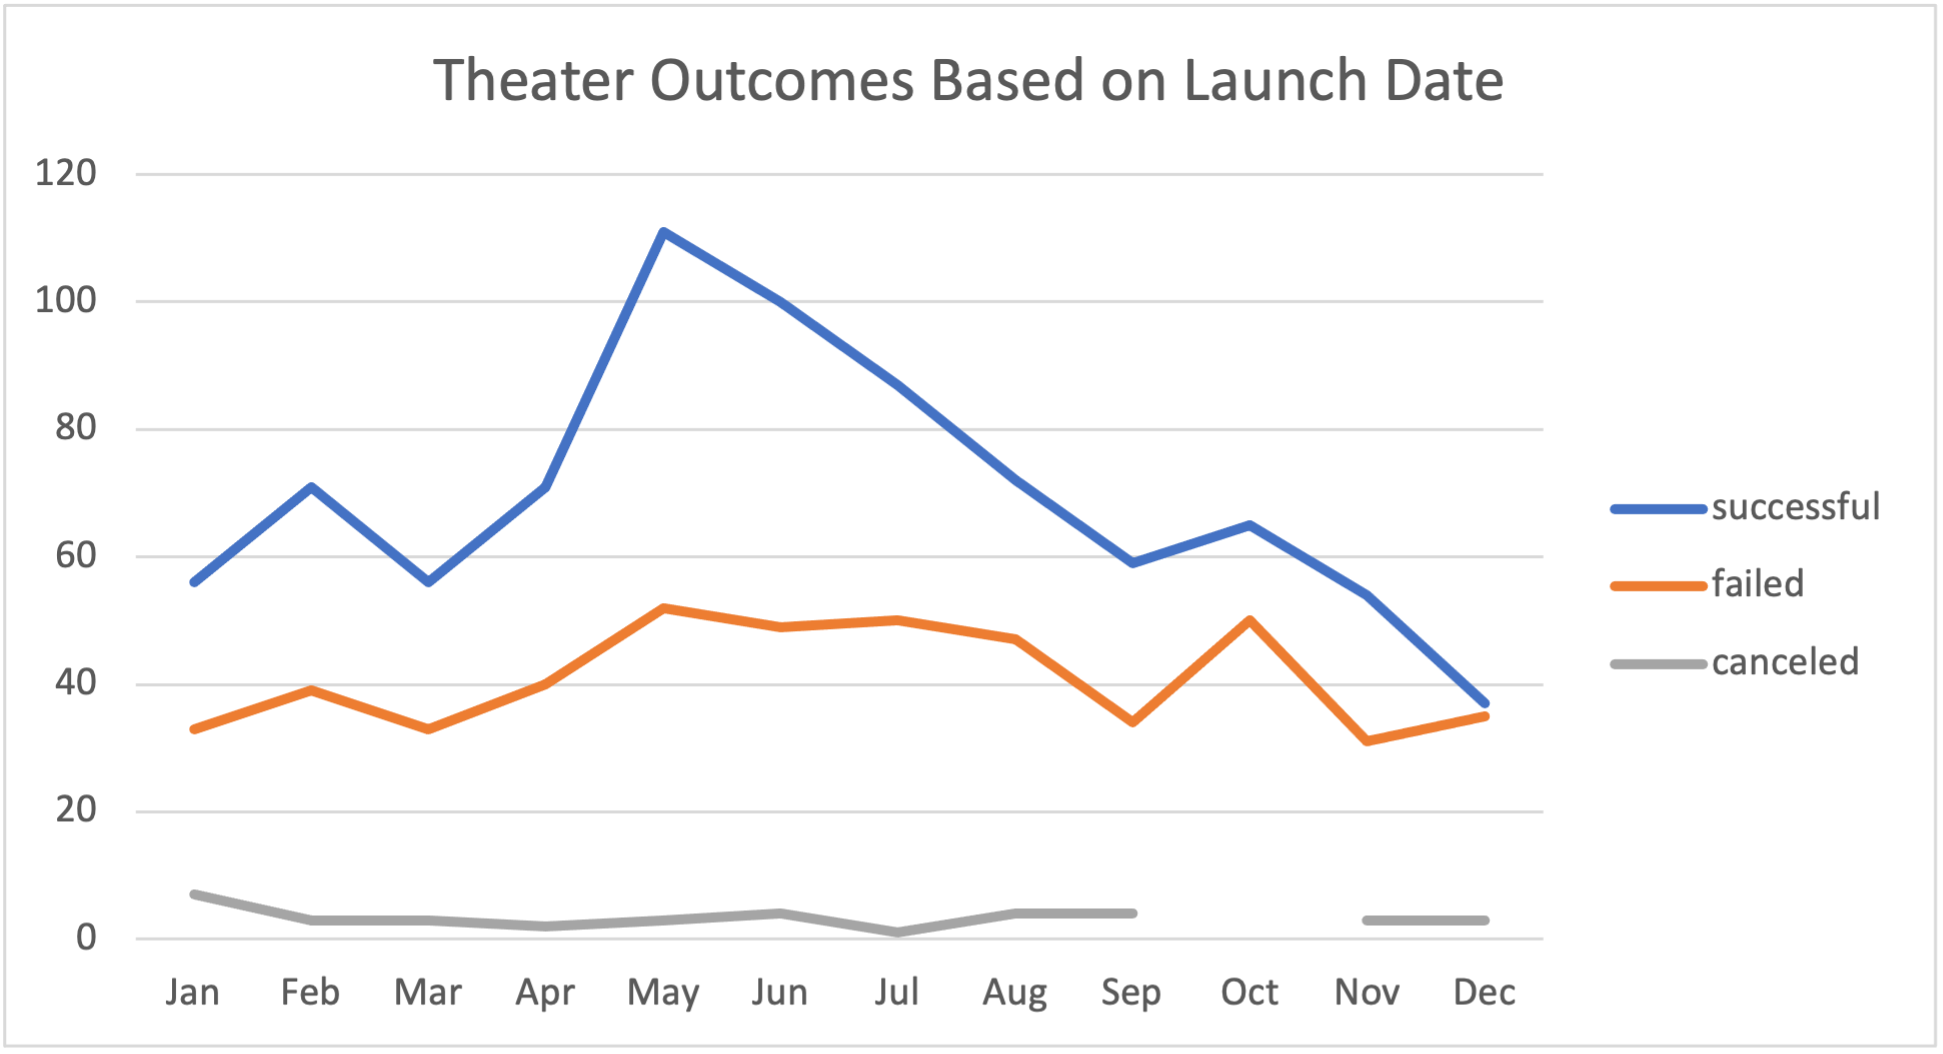 Theater Outcomes Based on Launch Date
120
100
80
60
40
20
0
Jan Feb Mar Apr May Jun Jul Aug Sep Oct Nov Dec
successful
failed
canceled